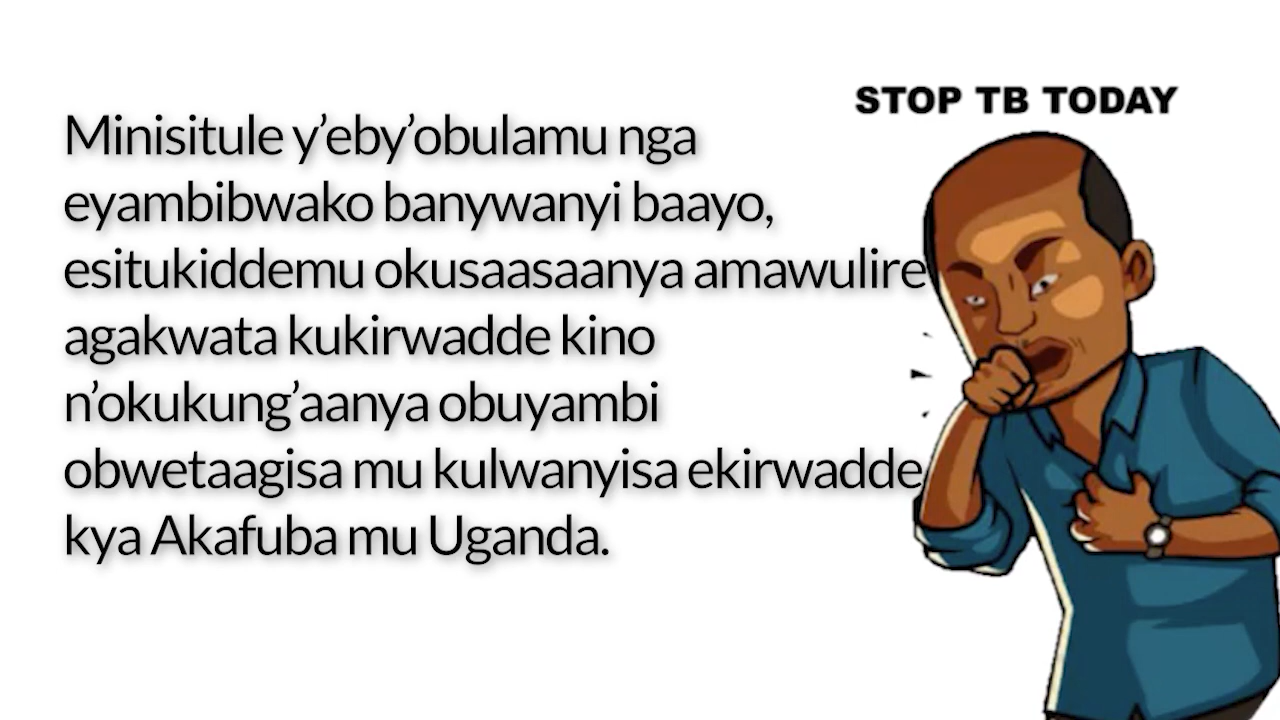 STOP TB TODAY
Minisitule y’eby’obulamu nga
eyambibwako banywanyi baayo,
esitukiddemu okusaasaanya amawulire
agakwata kukirwadde kino
n’okukung’aanya obuyambi
obwetaagisa mu kulwanyisa ekirwadde
kya Akafuba mu Uganda.